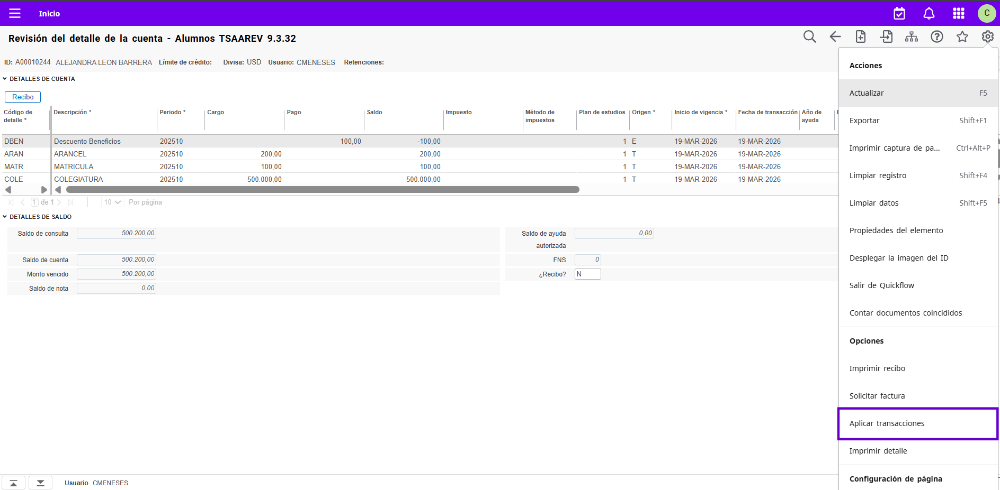 Inicio
C
Revisión del detalle de la cuenta - Alumnos TSAAREV 9.3.32
ID: A00010244 ALEJANDRA LEON BARRERA Límite de crédito: Divisa: USD Usuario: CMENESES Retenciones:
DETALLES DE CUENTA
Recibo
Código de detalle * Descripción * Periodo * Cargo Pago Saldo Impuesto Método de impuestos Plan de estudios Origen * Inicio de vigencia * Fecha de transacción Año de ayuda
DBEN Descuento Beneficios 202510 100,00 -100,00 1 E 19-MAR-2026 19-MAR-2026
ARAN ARANCEL 202510 200,00 200,00 1 T 19-MAR-2026 19-MAR-2026
MATR MATRICULA 202510 100,00 100,00 1 T 19-MAR-2026 19-MAR-2026
COLE COLEGIATURA 202510 500.000,00 500.000,00 1 T 19-MAR-2026 19-MAR-2026
1 de 1 10 Por página
DETALLES DE SALDO
Saldo de consulta 500.200,00
Saldo de cuenta 500.200,00
Monto vencido 500.200,00
Saldo de nota 0,00
Saldo de ayuda autorizada 0,00
FNS 0
¿Recibo? N
Acciones
Actualizar F5
Exportar Shift+F1
Imprimir captura de pa... Ctrl+Alt+P
Limpiar registro Shift+F4
Limpiar datos Shift+F5
Propiedades del elemento
Desplegar la imagen del ID
Salir de Quickflow
Contar documentos coincididos
Opciones
Imprimir recibo
Solicitar factura
Aplicar transacciones
Imprimir detalle
Configuración de página
Usuario CMENESES